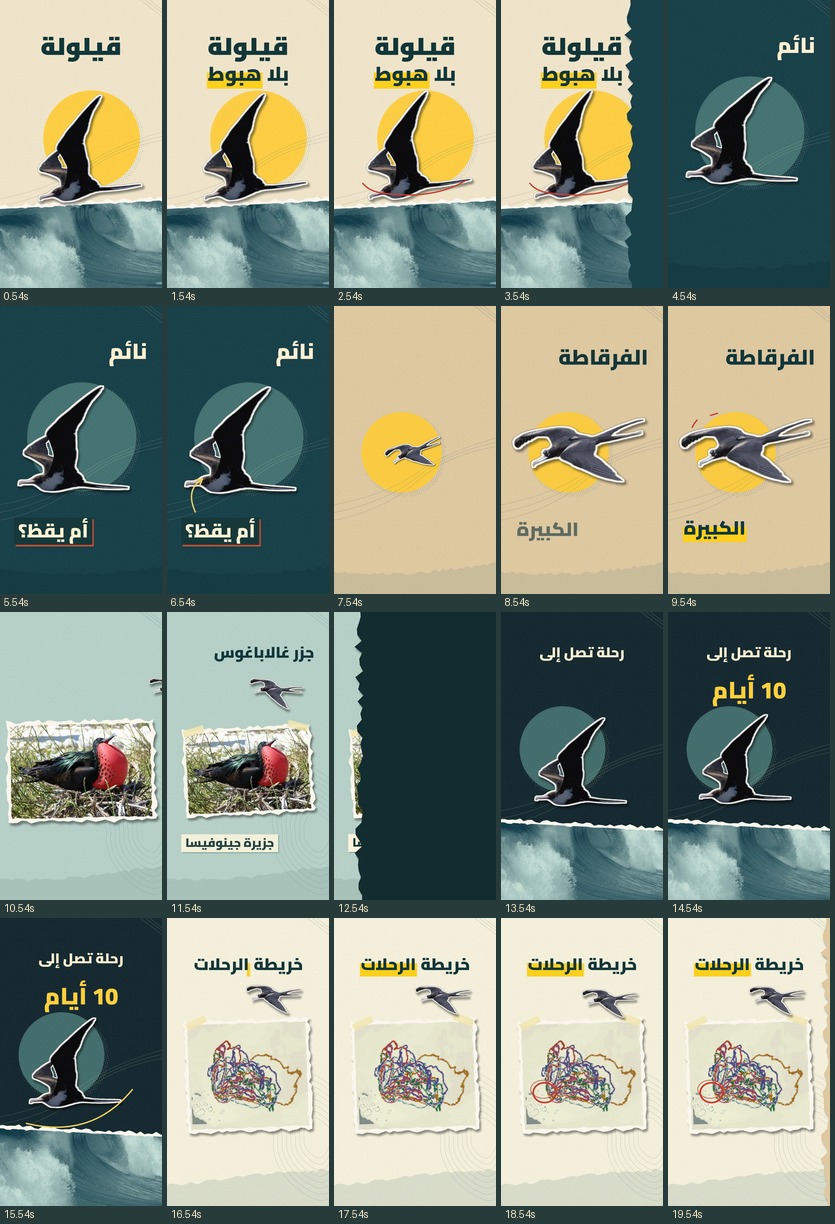 قيلولة
0.54s
قيلولة
بلا هبوط
1.54s
قيلولة
بلا هبوط
2.54s
قيلولة
بلا هبوط
3.54s
نائم
4.54s
نائم
أم يقظ؟
5.54s
نائم
أم يقظ؟
6.54s
7.54s
الفرقاطة
الكبيرة
8.54s
الفرقاطة
الكبيرة
9.54s
10.54s
جزر غالاباغوس
جزيرة جينوفيسا
11.54s
12.54s
رحلة تصل إلى
13.54s
رحلة تصل إلى
10 أيام
14.54s
رحلة تصل إلى
10 أيام
15.54s
خريطة الرحلات
16.54s
خريطة الرحلات
17.54s
خريطة الرحلات
18.54s
خريطة الرحلات
19.54s